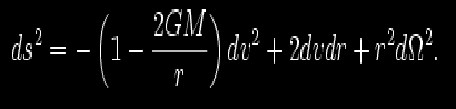 ds² = −(1 − 2GM/r) dv² + 2dvdr + r²dΩ².